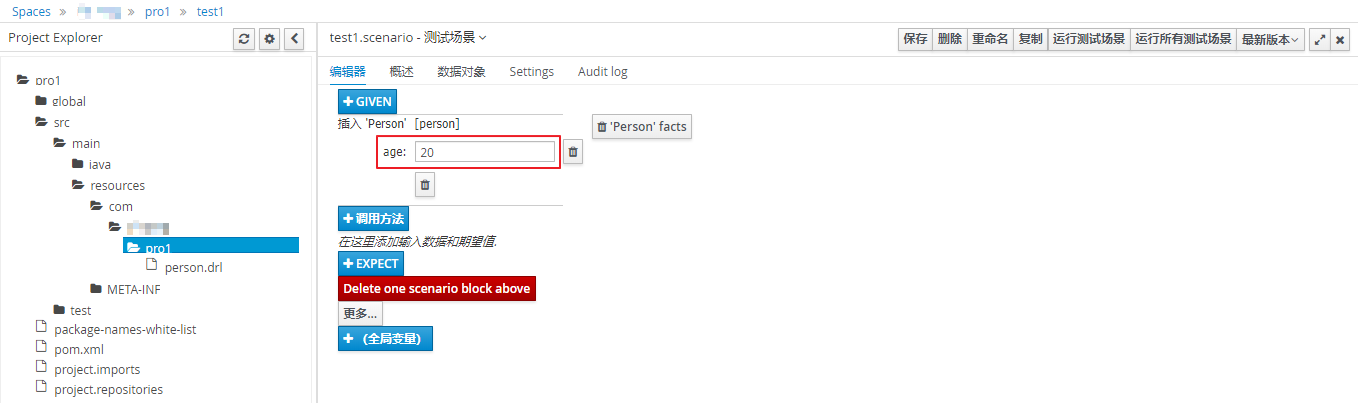 Spaces » » pro1 » test1
Project Explorer
pro1
global
src
main
java
resources
com
pro1
person.drl
META-INF
test
package-names-white-list
pom.xml
project.imports
project.repositories
test1.scenario - 测试场景
保存 删除 重命名 复制 运行测试场景 运行所有测试场景 最新版本
编辑器 概述 数据对象 Settings Audit log
+ GIVEN
插入 'Person' [person]
'Person' facts
age: 20
+ 调用方法
在这里添加输入数据和期望值.
+ EXPECT
Delete one scenario block above
更多...
+ （全局变量）